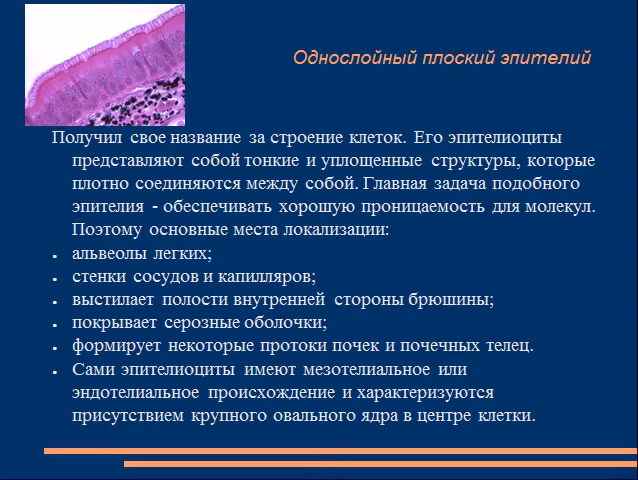 Однослойный плоский эпителий
Получил свое название за строение клеток. Его эпителиоциты
представляют собой тонкие и уплощенные структуры, которые
плотно соединяются между собой. Главная задача подобного
эпителия - обеспечивать хорошую проницаемость для молекул.
Поэтому основные места локализации:
● альвеолы легких;
● стенки сосудов и капилляров;
● выстилает полости внутренней стороны брюшины;
● покрывает серозные оболочки;
● формирует некоторые протоки почек и почечных телец.
● Сами эпителиоциты имеют мезотелиальное или
эндотелиальное происхождение и характеризуются
присутствием крупного овального ядра в центре клетки.